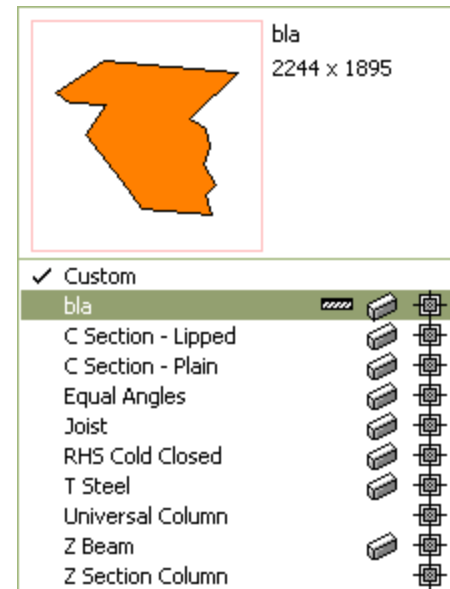 bla
2244 x 1895
Custom
bla
C Section - Lipped
C Section - Plain
Equal Angles
Joist
RHS Cold Closed
T Steel
Universal Column
Z Beam
Z Section Column